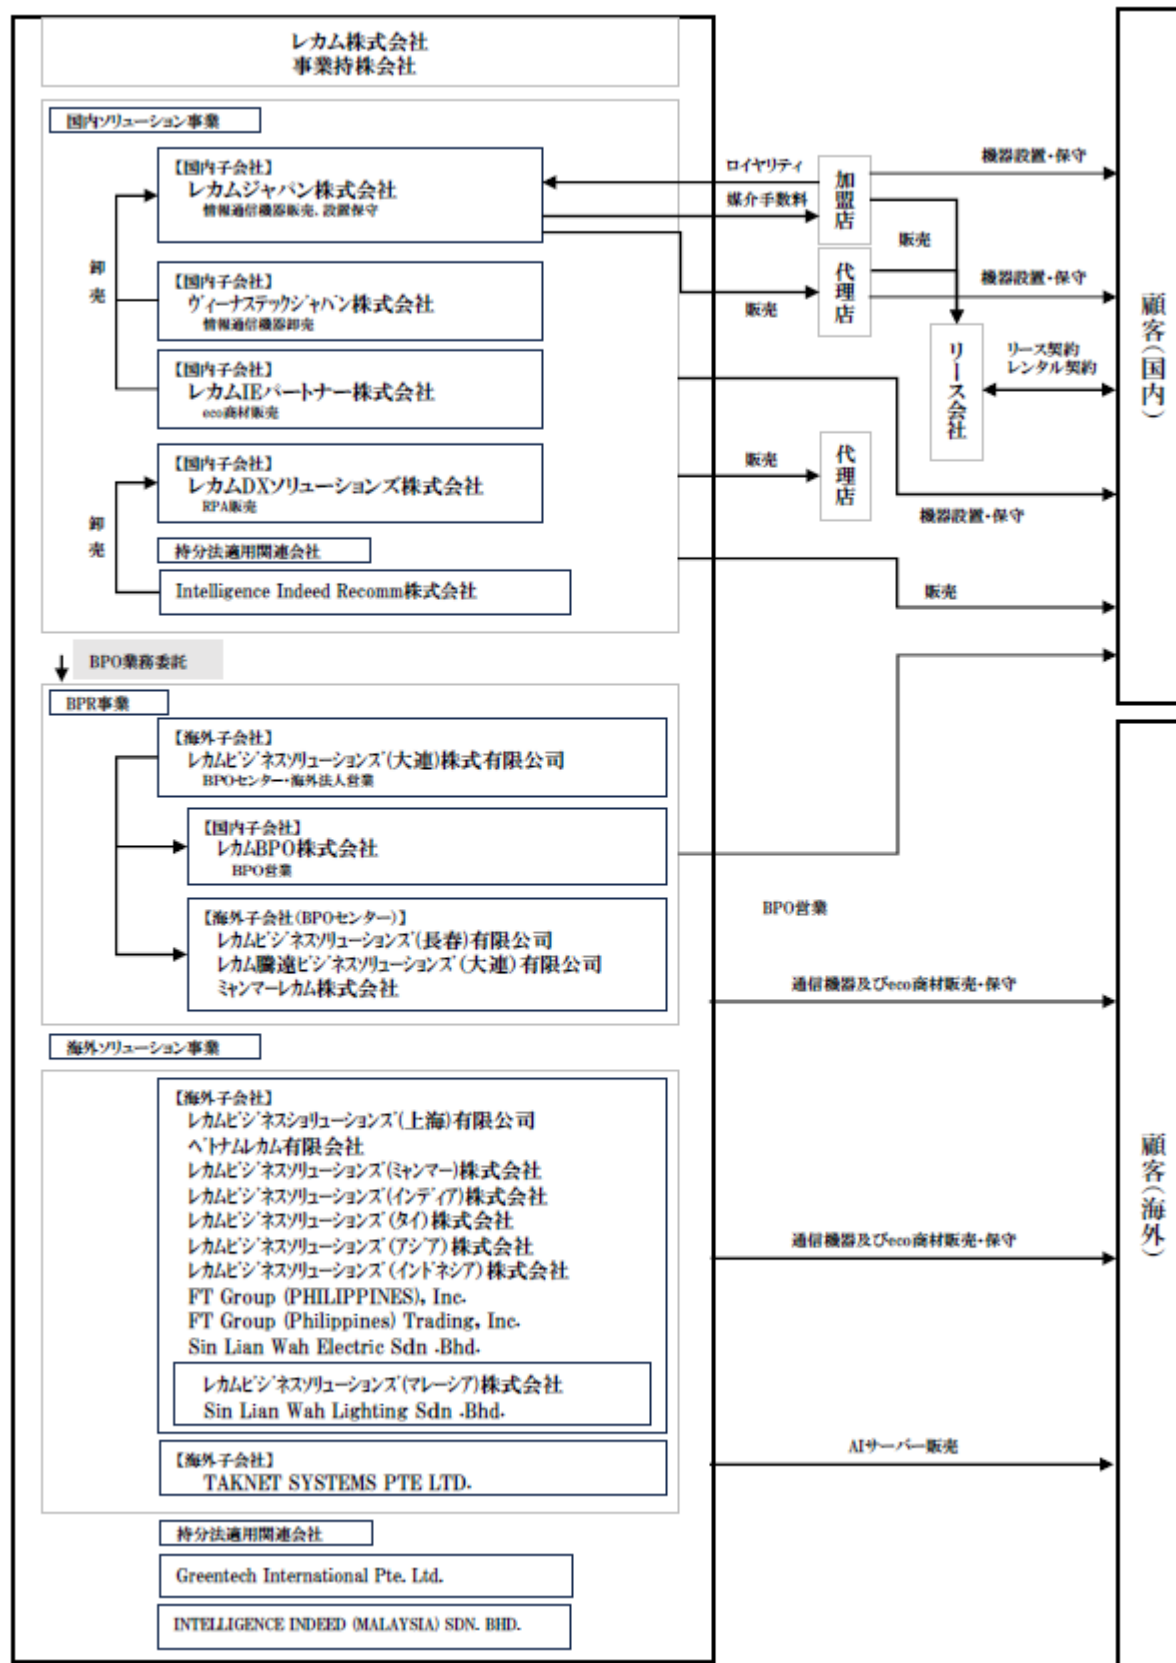 レカム株式会社
事業持株会社
国内ソリューション事業
【国内子会社】
レカムジャパン株式会社
情報通信機器販売、設置保守
卸売
【国内子会社】
ヴィーナステックジャパン株式会社
情報通信機器卸売
【国内子会社】
レカムIEパートナー株式会社
eco商材販売
【国内子会社】
レカムDXソリューションズ株式会社
RPA販売
卸売
持分法適用関連会社
Intelligence Indeed Recomm株式会社
ロイヤリティ
媒介手数料
加盟店
機器設置・保守
販売
代理店
販売
機器設置・保守
リース会社
リース契約
レンタル契約
販売
代理店
機器設置・保守
販売
顧客（国内）
BPO業務委託
BPR事業
【海外子会社】
レカムビジネスソリューションズ(大連)株式有限公司
BPOセンター・海外法人営業
【国内子会社】
レカムBPO株式会社
BPO営業
【海外子会社(BPOセンター)】
レカムビジネスソリューションズ(長春)有限公司
レカム騰遠ビジネスソリューションズ(大連)有限公司
ミャンマーレカム株式会社
BPO営業
通信機器及びeco商材販売・保守
海外ソリューション事業
【海外子会社】
レカムビジネスショリューションズ(上海)有限公司
ベトナムレカム有限会社
レカムビジネスソリューションズ(ミャンマー)株式会社
レカムビジネスソリューションズ(インディア)株式会社
レカムビジネスソリューションズ(タイ)株式会社
レカムビジネスソリューションズ(アジア)株式会社
レカムビジネスソリューションズ(インドネシア)株式会社
FT Group (PHILIPPINES), Inc.
FT Group (Philippines) Trading, Inc.
Sin Lian Wah Electric Sdn .Bhd.
レカムビジネスソリューションズ(マレーシア)株式会社
Sin Lian Wah Lighting Sdn .Bhd.
通信機器及びeco商材販売・保守
【海外子会社】
TAKNET SYSTEMS PTE LTD.
AIサーバー販売
顧客（海外）
持分法適用関連会社
Greentech International Pte. Ltd.
INTELLIGENCE INDEED (MALAYSIA) SDN. BHD.